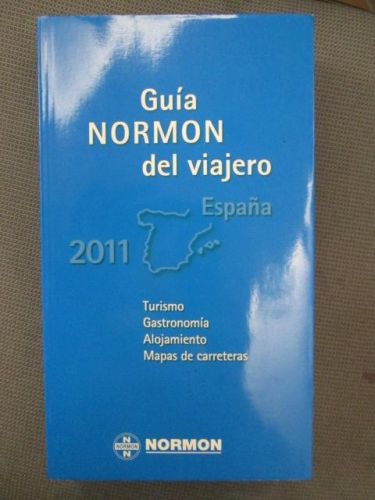 Guía
NORMON
del viajero
España
2011
Turismo
Gastronomía
Alojamiento
Mapas de carreteras
N
NORMON
N
NORMON